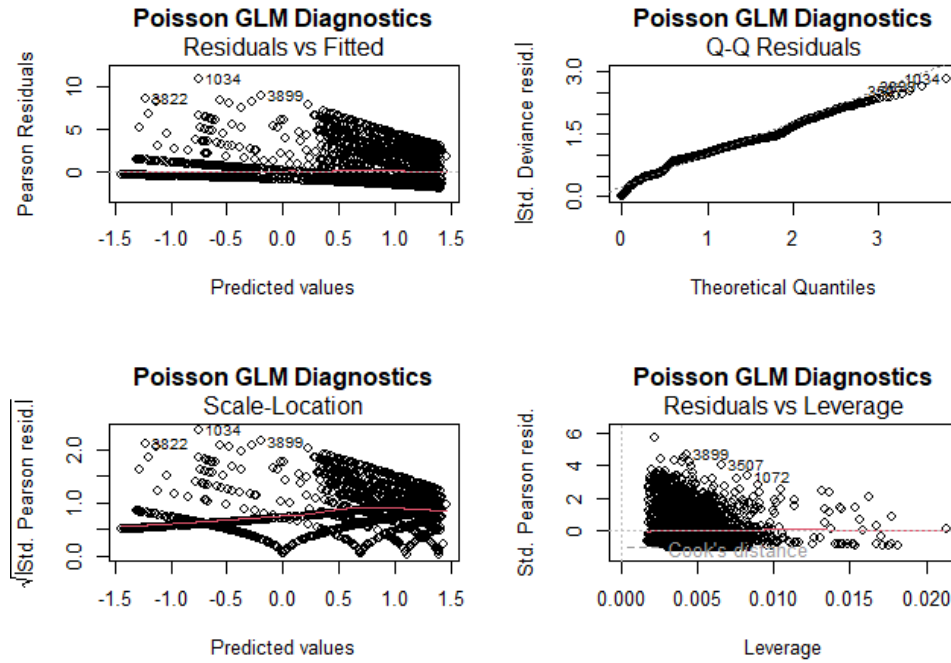 Poisson GLM Diagnostics
Residuals vs Fitted
Pearson Residuals
0 5 10
1034
3822
3899
-1.5 -1.0 -0.5 0.0 0.5 1.0 1.5
Predicted values
Poisson GLM Diagnostics
Q-Q Residuals
|Std. Deviance resid.|
0.0 1.5 3.0
1034
0 1 2 3
Theoretical Quantiles
Poisson GLM Diagnostics
Scale-Location
√|Std. Pearson resid.|
0.0 1.0 2.0
1034
3822
3899
-1.5 -1.0 -0.5 0.0 0.5 1.0 1.5
Predicted values
Poisson GLM Diagnostics
Residuals vs Leverage
Std. Pearson resid.
0 2 4 6
3899
3507
1072
Cook's distance
0.000 0.005 0.010 0.015 0.020
Leverage